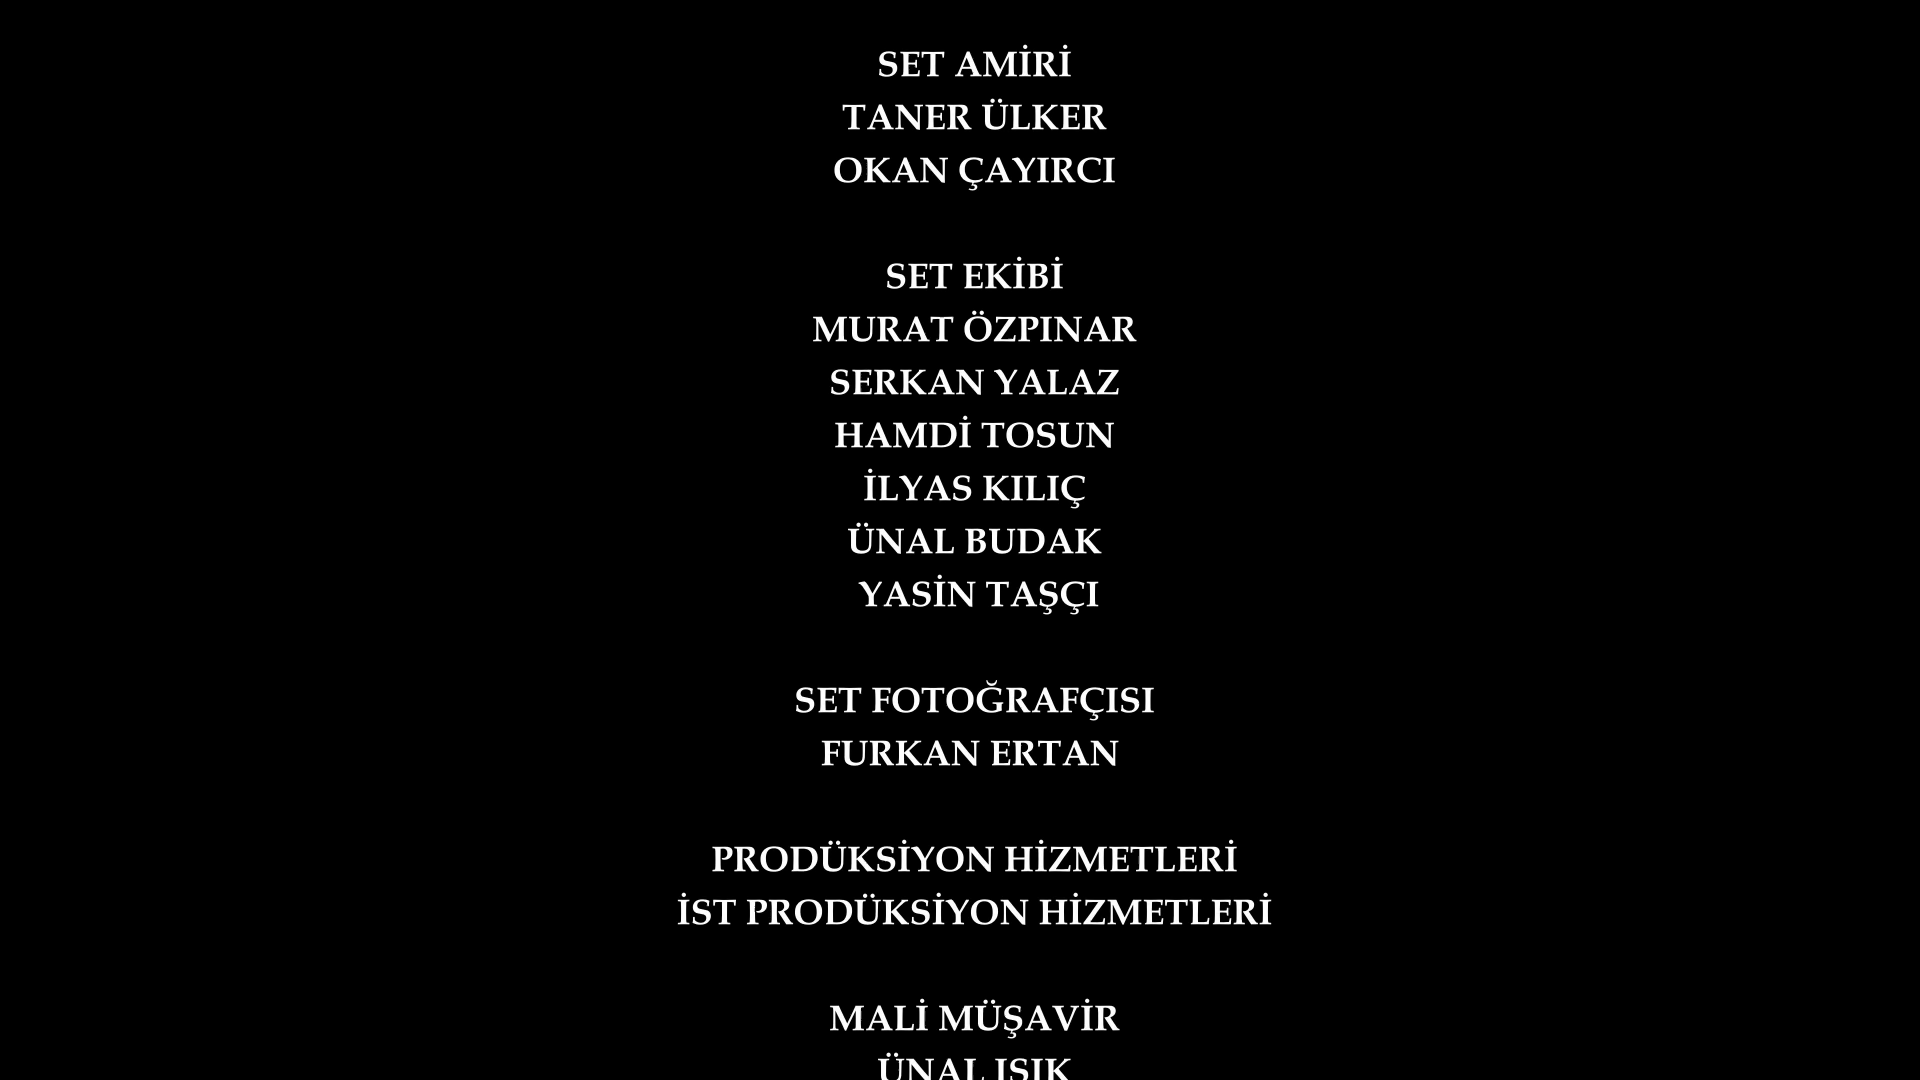 SET AMİRİ
TANER ÜLKER
OKAN ÇAYIRCI
SET EKİBİ
MURAT ÖZPINAR
SERKAN YALAZ
HAMDİ TOSUN
İLYAS KILIÇ
ÜNAL BUDAK
YASİN TAŞÇI
SET FOTOĞRAFÇISI
FURKAN ERTAN
PRODÜKSİYON HİZMETLERİ
İST PRODÜKSİYON HİZMETLERİ
MALİ MÜŞAVİR
ÜNAL